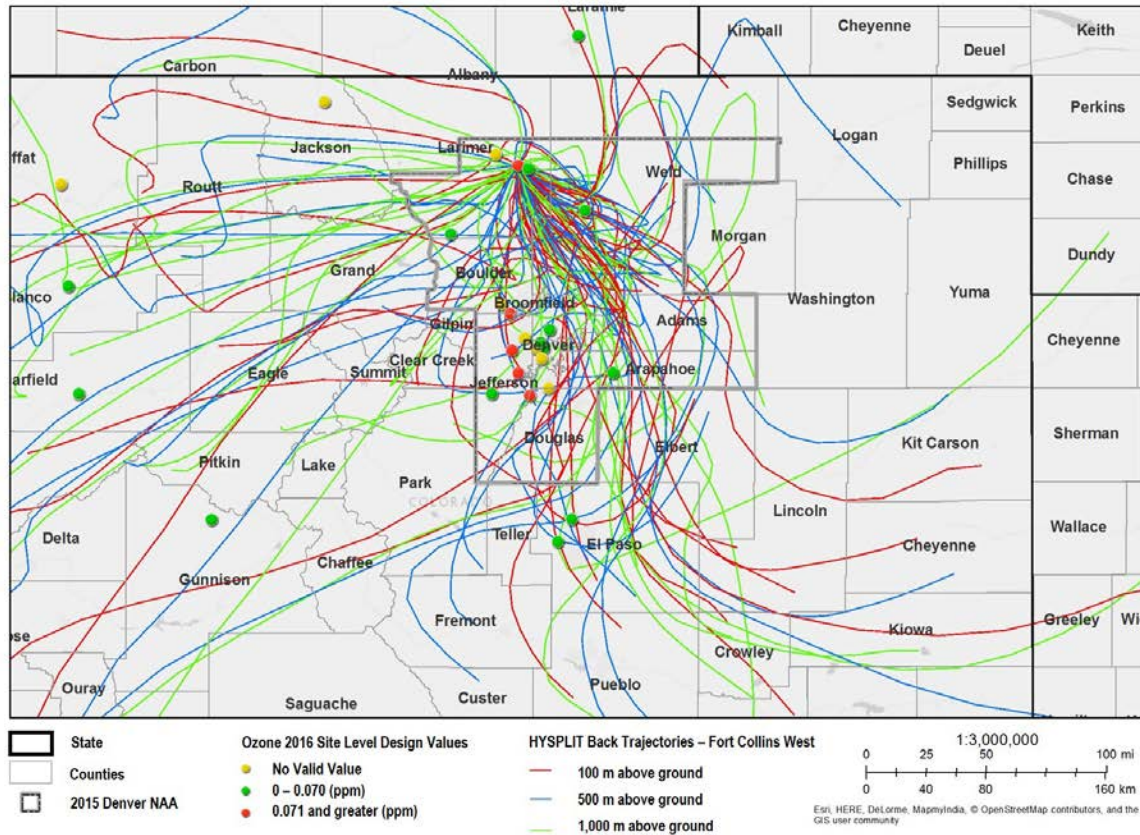 Laramie
Kimball
Cheyenne
Keith
Deuel
Carbon
Albany
Sedgwick
Perkins
Logan
Jackson
Larimer
ffat
Weld
Phillips
Chase
Routt
Morgan
Dundy
Grand
Boulder
lanco
Washington
Yuma
Broomfield
Gilpin
Adams
Cheyenne
Denver
Clear Creek
Eagle
Summit
Arapahoe
arfield
Jefferson
Sherman
Douglas
Kit Carson
Elbert
Pitkin
Lake
Park
COLORADO
Lincoln
Delta
Teller
El Paso
Wallace
Cheyenne
Chaffee
Gunnison
Fremont
Greeley
Wi
Kiowa
ose
Crowley
Ouray
Pueblo
Custer
Saguache
State
Counties
2015 Denver NAA
Ozone 2016 Site Level Design Values
No Valid Value
0 – 0.070 (ppm)
0.071 and greater (ppm)
HYSPLIT Back Trajectories – Fort Collins West
100 m above ground
500 m above ground
1,000 m above ground
1:3,000,000
0 25 50 100 mi
0 40 80 160 km
Esri, HERE, DeLorme, MapmyIndia, © OpenStreetMap contributors, and the
GIS user community